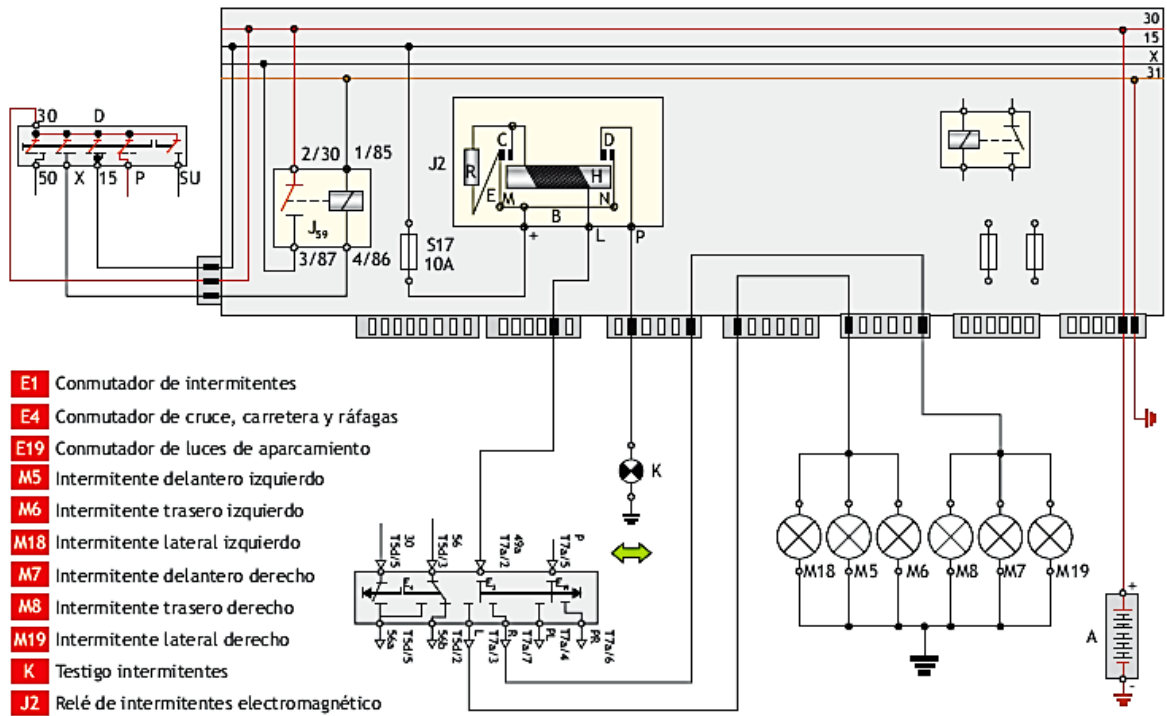 30
15
X
31
30 D
50 X 15 P SU
2/30 1/85
J59
3/87 4/86
S17
10A
J2
R
C
D
E
M
H
N
B
+
L
P
K
E1 Conmutador de intermitentes
E4 Conmutador de cruce, carretera y ráfagas
E19 Conmutador de luces de aparcamiento
M5 Intermitente delantero izquierdo
M6 Intermitente trasero izquierdo
M18 Intermitente lateral izquierdo
M7 Intermitente delantero derecho
M8 Intermitente trasero derecho
M19 Intermitente lateral derecho
K Testigo intermitentes
J2 Relé de intermitentes electromagnético
30
T5d/5
56
T5d/3
49a
T7a/2
P
T7a/5
56a
T5d/5
56b
T5d/2
L
T7a/3
R
T7a/7
PL
T7a/4
PR
T7a/6
M18 M5 M6 M8 M7 M19
A
+
-